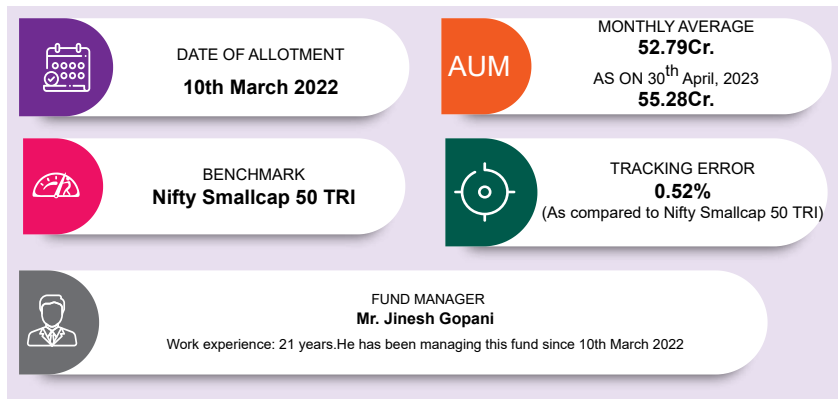 DATE OF ALLOTMENT
10th March 2022
AUM
MONTHLY AVERAGE
52.79Cr.
AS ON 30th April, 2023
55.28Cr.
BENCHMARK
Nifty Smallcap 50 TRI
TRACKING ERROR
0.52%
(As compared to Nifty Smallcap 50 TRI)
FUND MANAGER
Mr. Jinesh Gopani
Work experience: 21 years.He has been managing this fund since 10th March 2022